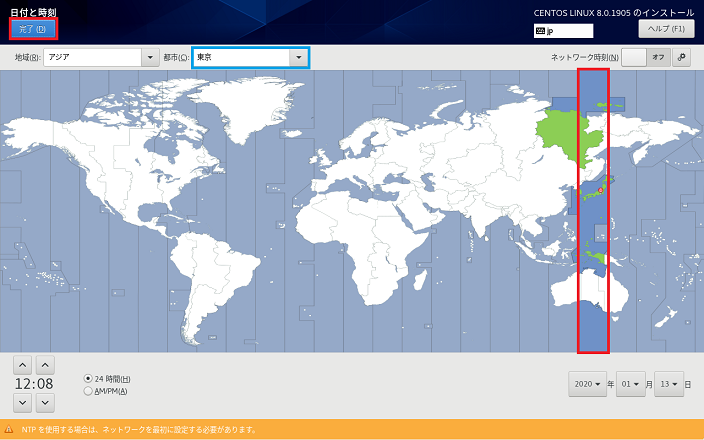 日付と時刻
CENTOS LINUX 8.0.1905 のインストール
完了 (D)
jp
ヘルプ (F1)
地域(R): アジア 都市(C): 東京 ネットワーク時刻(N) オフ
12:08
24 時間(H)
AM/PM(A)
2020 年 01 月 13 日
NTP を使用する場合は、ネットワークを最初に設定する必要があります。